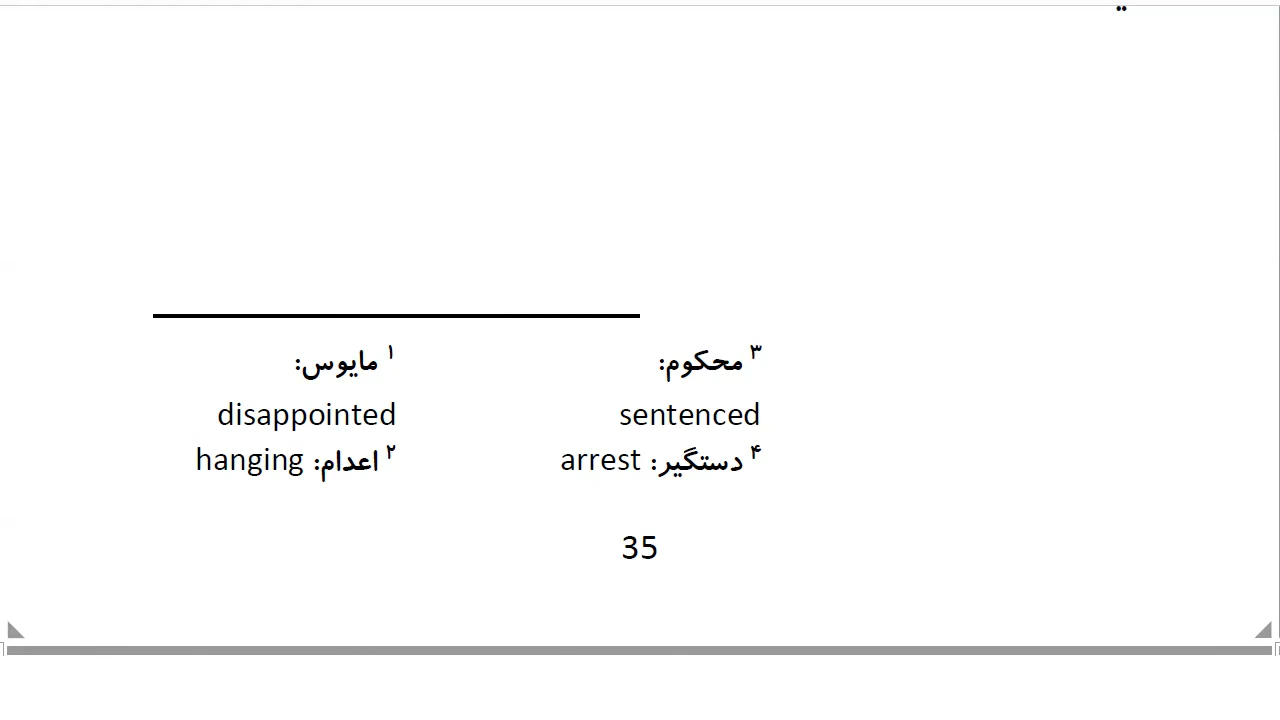 ۱ مایوس:
disappointed
۲ اعدام: hanging
۳ محکوم:
sentenced
۴ دستگیر: arrest
35